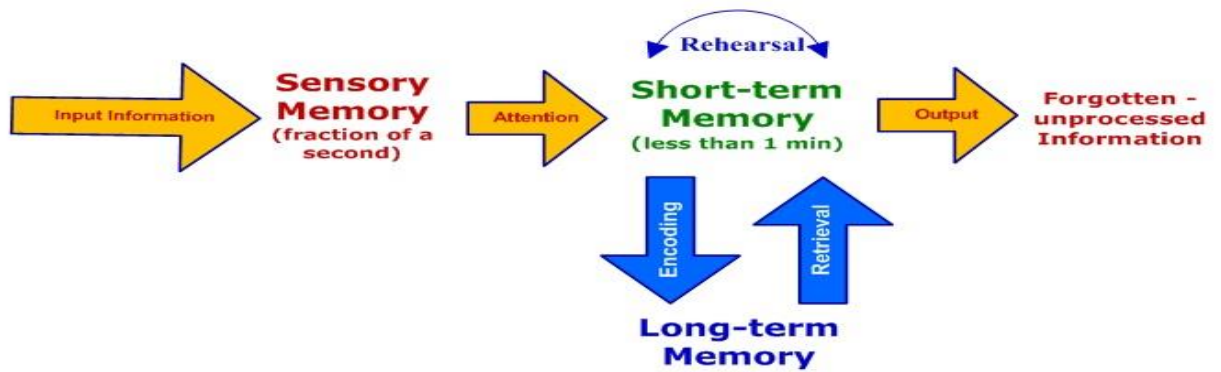 Rehearsal
Input Information
Sensory
Memory
(fraction of a
second)
Attention
Short-term
Memory
(less than 1 min)
Output
Forgotten -
unprocessed
Information
Encoding
Retrieval
Long-term
Memory